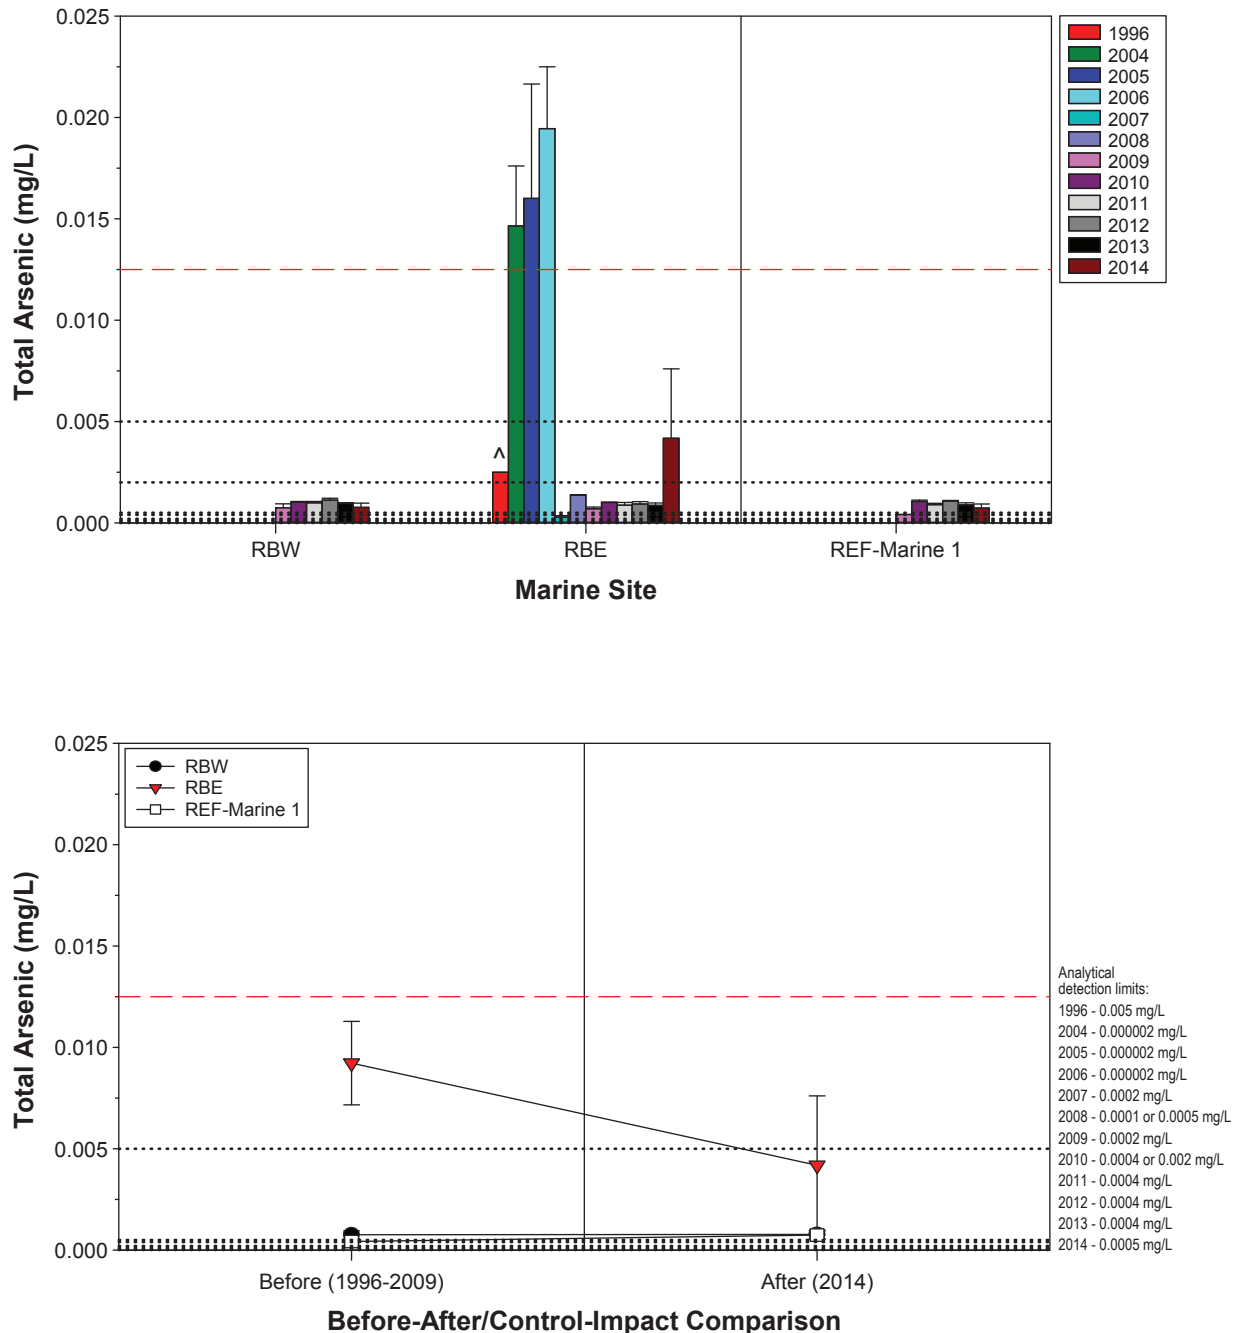 0.025
0.020
0.015
0.010
0.005
0.000
Total Arsenic (mg/L)
^
RBW
RBE
REF-Marine 1
Marine Site
1996
2004
2005
2006
2007
2008
2009
2010
2011
2012
2013
2014
0.025
0.020
0.015
0.010
0.005
0.000
Total Arsenic (mg/L)
RBW
RBE
REF-Marine 1
Before (1996-2009)
After (2014)
Before-After/Control-Impact Comparison
Analytical
detection limits:
1996 - 0.005 mg/L
2004 - 0.000002 mg/L
2005 - 0.000002 mg/L
2006 - 0.000002 mg/L
2007 - 0.0002 mg/L
2008 - 0.0001 or 0.0005 mg/L
2009 - 0.0002 mg/L
2010 - 0.0004 or 0.002 mg/L
2011 - 0.0004 mg/L
2012 - 0.0004 mg/L
2013 - 0.0004 mg/L
2014 - 0.0005 mg/L